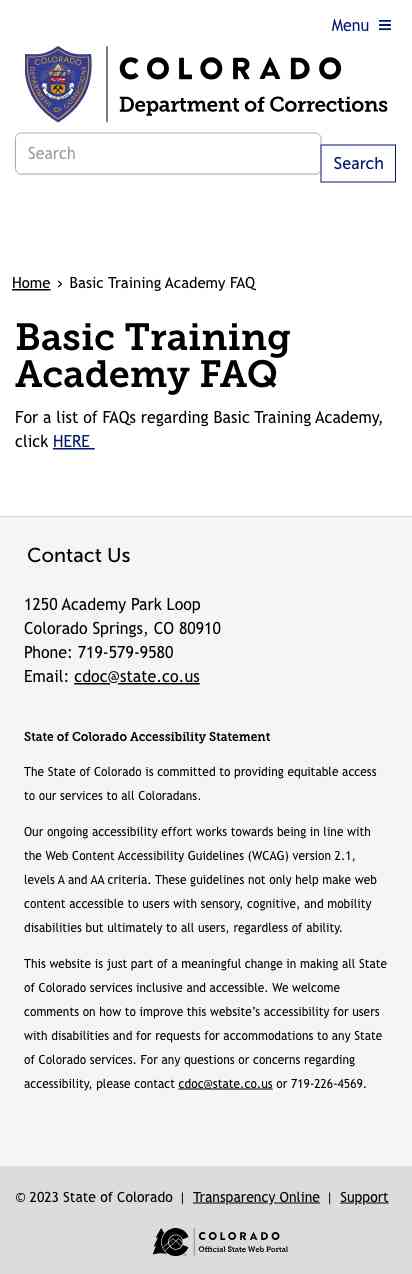 Menu
COLORADO
COLORADO
Department of Corrections
Search
Search
Home › Basic Training Academy FAQ
Basic Training
Academy FAQ
For a list of FAQs regarding Basic Training Academy,
click HERE
Contact Us
1250 Academy Park Loop
Colorado Springs, CO 80910
Phone: 719-579-9580
Email: cdoc@state.co.us
State of Colorado Accessibility Statement
The State of Colorado is committed to providing equitable access
to our services to all Coloradans.
Our ongoing accessibility effort works towards being in line with
the Web Content Accessibility Guidelines (WCAG) version 2.1,
levels A and AA criteria. These guidelines not only help make web
content accessible to users with sensory, cognitive, and mobility
disabilities but ultimately to all users, regardless of ability.
This website is just part of a meaningful change in making all State
of Colorado services inclusive and accessible. We welcome
comments on how to improve this website's accessibility for users
with disabilities and for requests for accommodations to any State
of Colorado services. For any questions or concerns regarding
accessibility, please contact cdoc@state.co.us or 719-226-4569.
© 2023 State of Colorado | Transparency Online | Support
COLORADO
Official State Web Portal